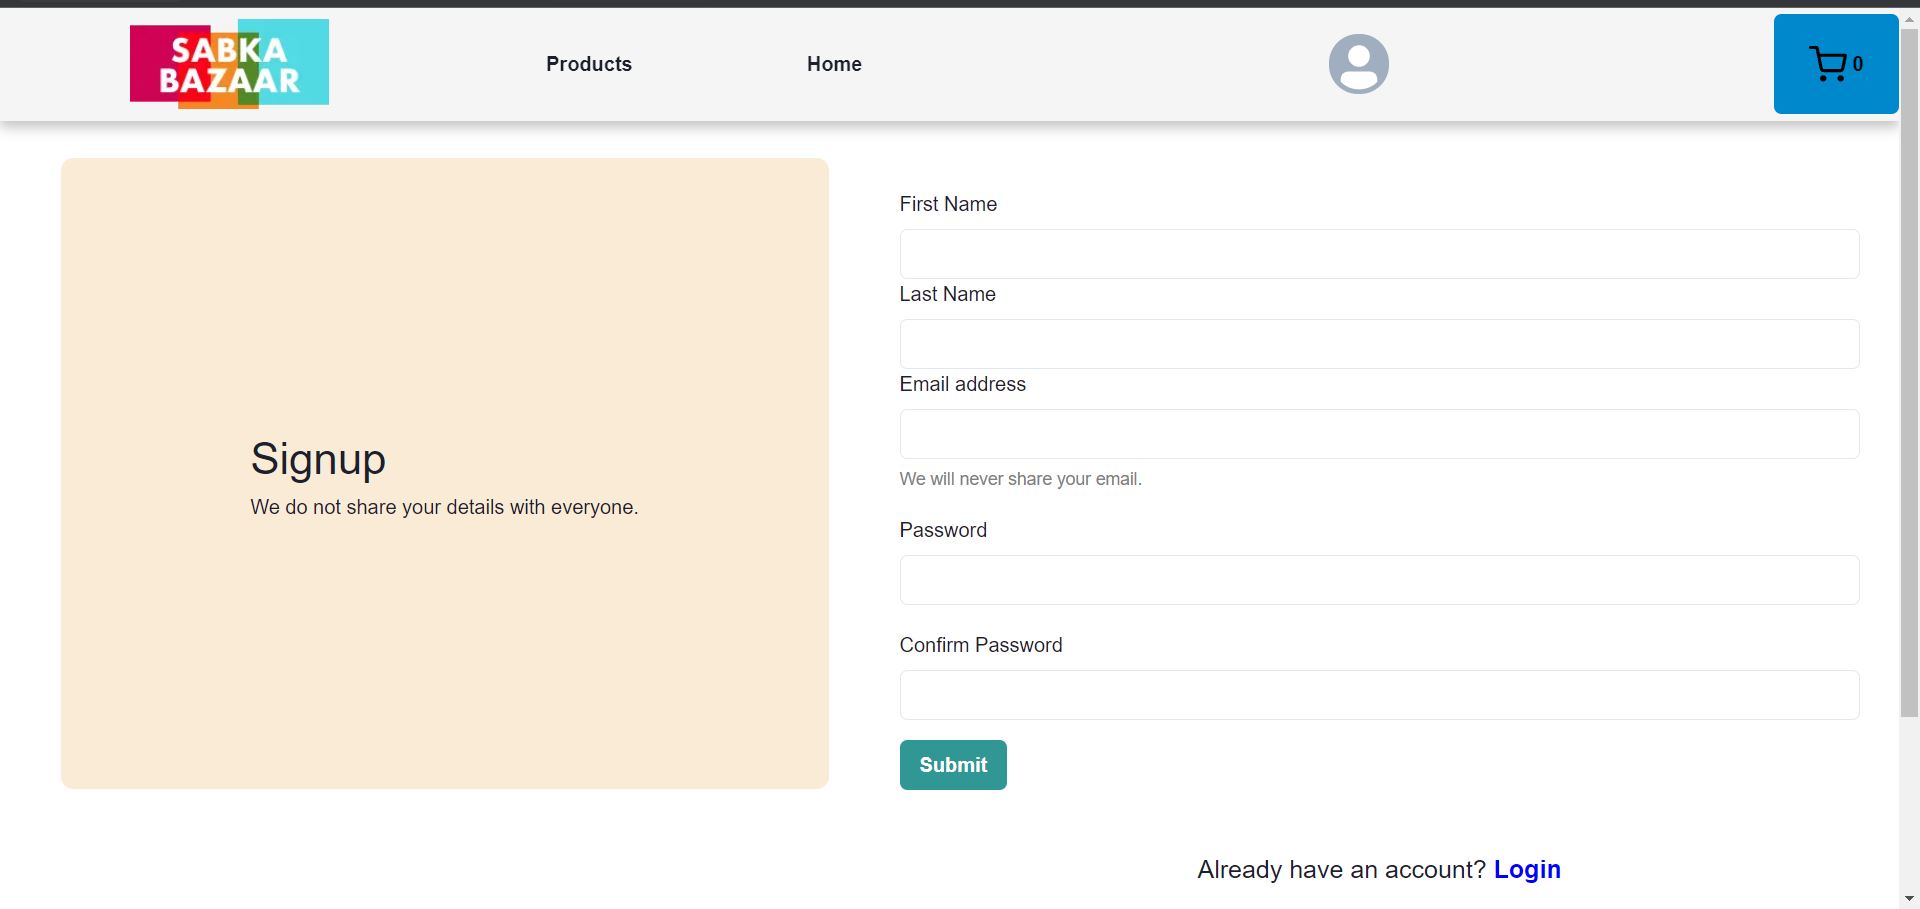 SABKA
BAZAAR
Products
Home
0
Signup
We do not share your details with everyone.
First Name
Last Name
Email address
We will never share your email.
Password
Confirm Password
Submit
Already have an account? Login